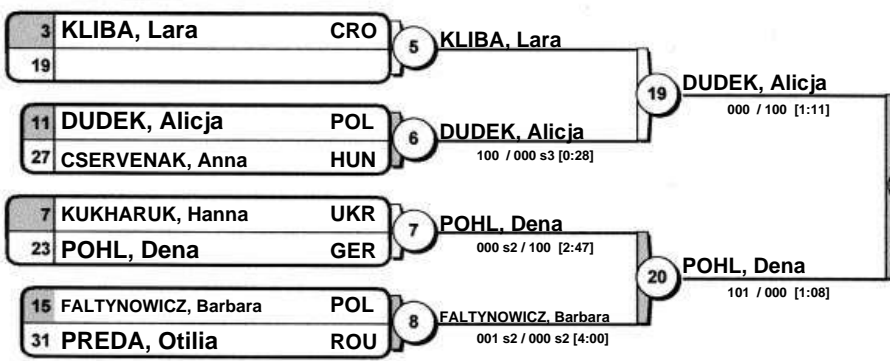 3 KLIBA, Lara CRO
19
5
KLIBA, Lara
11 DUDEK, Alicja POL
27 CSERVENAK, Anna HUN
6
DUDEK, Alicja
100 / 000 s3 [0:28]
19
DUDEK, Alicja
000 / 100 [1:11]
7 KUKHARUK, Hanna UKR
23 POHL, Dena GER
7
POHL, Dena
000 s2 / 100 [2:47]
15 FALTYNOWICZ, Barbara POL
31 PREDA, Otilia ROU
8
FALTYNOWICZ, Barbara
001 s2 / 000 s2 [4:00]
20
POHL, Dena
101 / 000 [1:08]